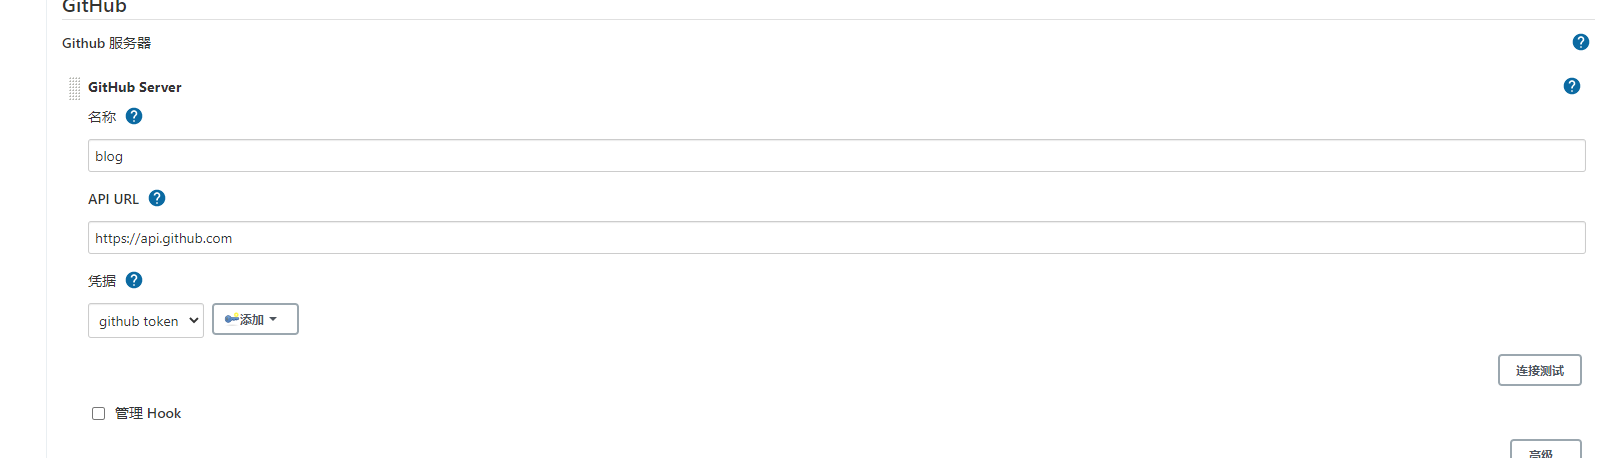 GitHub
Github 服务器
GitHub Server
名称
blog
API URL
https://api.github.com
凭据
github token 添加
连接测试
管理 Hook
高级...